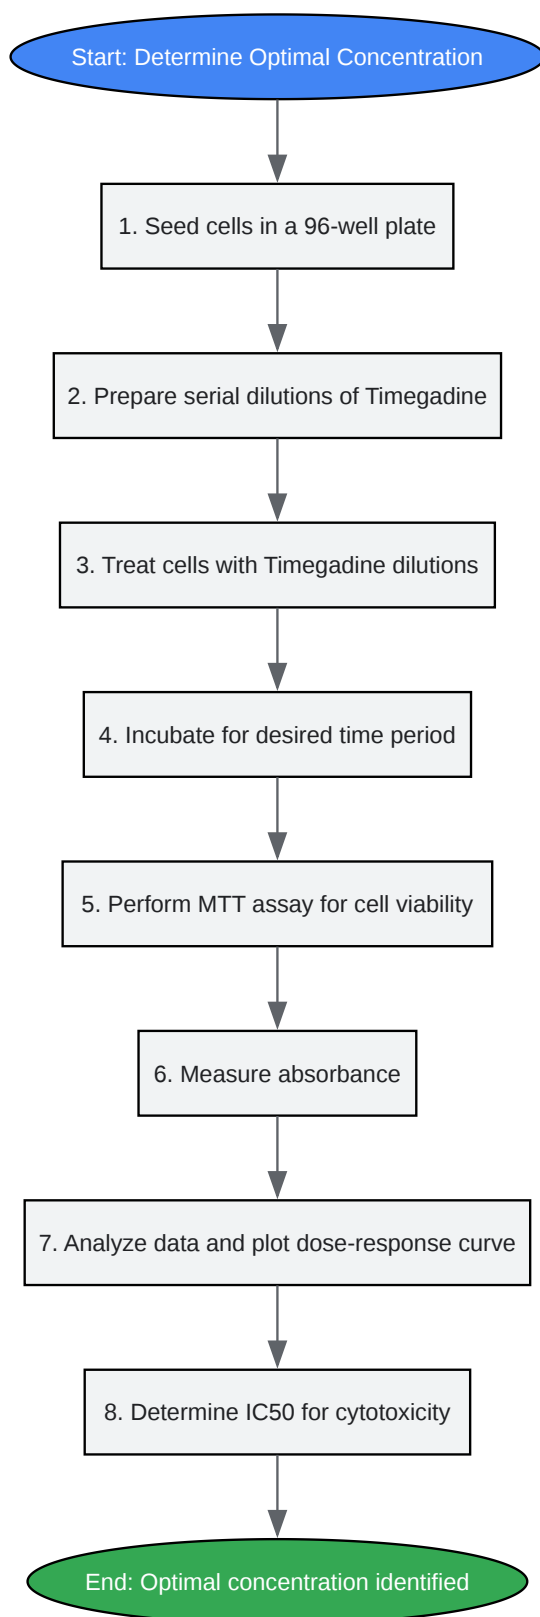 Start: Determine Optimal Concentration
1. Seed cells in a 96-well plate
2. Prepare serial dilutions of Timegadine
3. Treat cells with Timegadine dilutions
4. Incubate for desired time period
5. Perform MTT assay for cell viability
6. Measure absorbance
7. Analyze data and plot dose-response curve
8. Determine IC50 for cytotoxicity
End: Optimal concentration identified